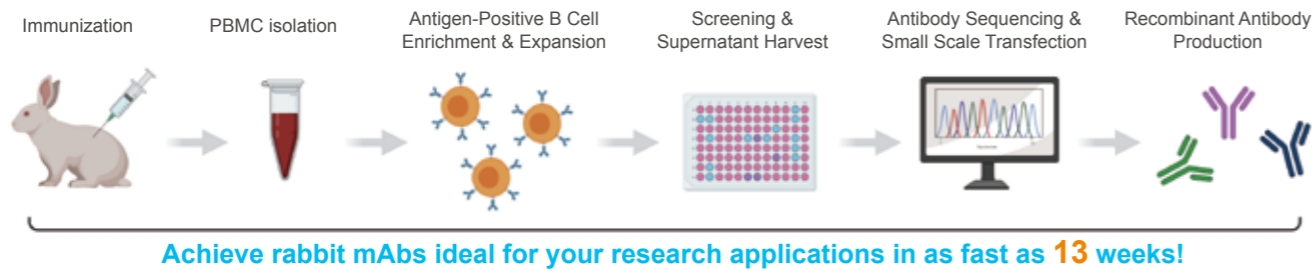 Immunization
PBMC isolation
Antigen-Positive B Cell
Enrichment & Expansion
Screening &
Supernatant Harvest
Antibody Sequencing &
Small Scale Transfection
Recombinant Antibody
Production
Achieve rabbit mAbs ideal for your research applications in as fast as 13 weeks!